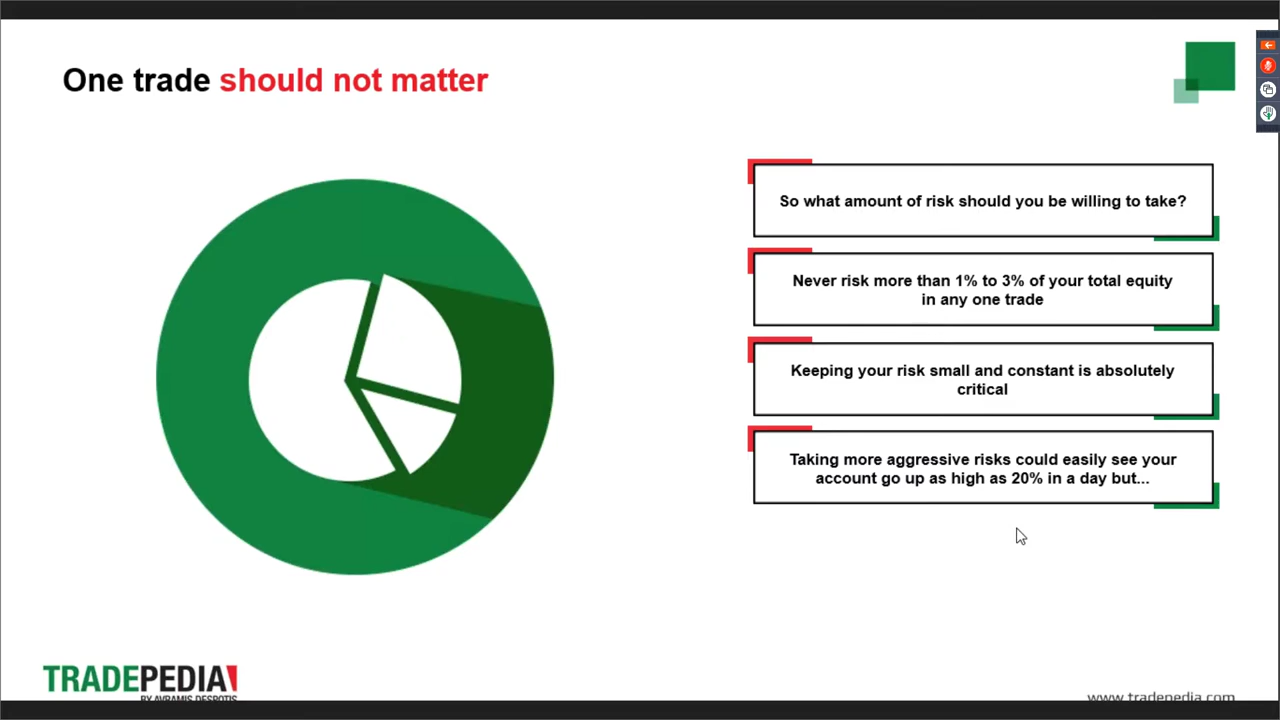 One trade should not matter
So what amount of risk should you be willing to take?
Never risk more than 1% to 3% of your total equity
in any one trade
Keeping your risk small and constant is absolutely
critical
Taking more aggressive risks could easily see your
account go up as high as 20% in a day but...
TRADEPEDIA
BY AVRAMIS DESPOTIS
www.tradepedia.com